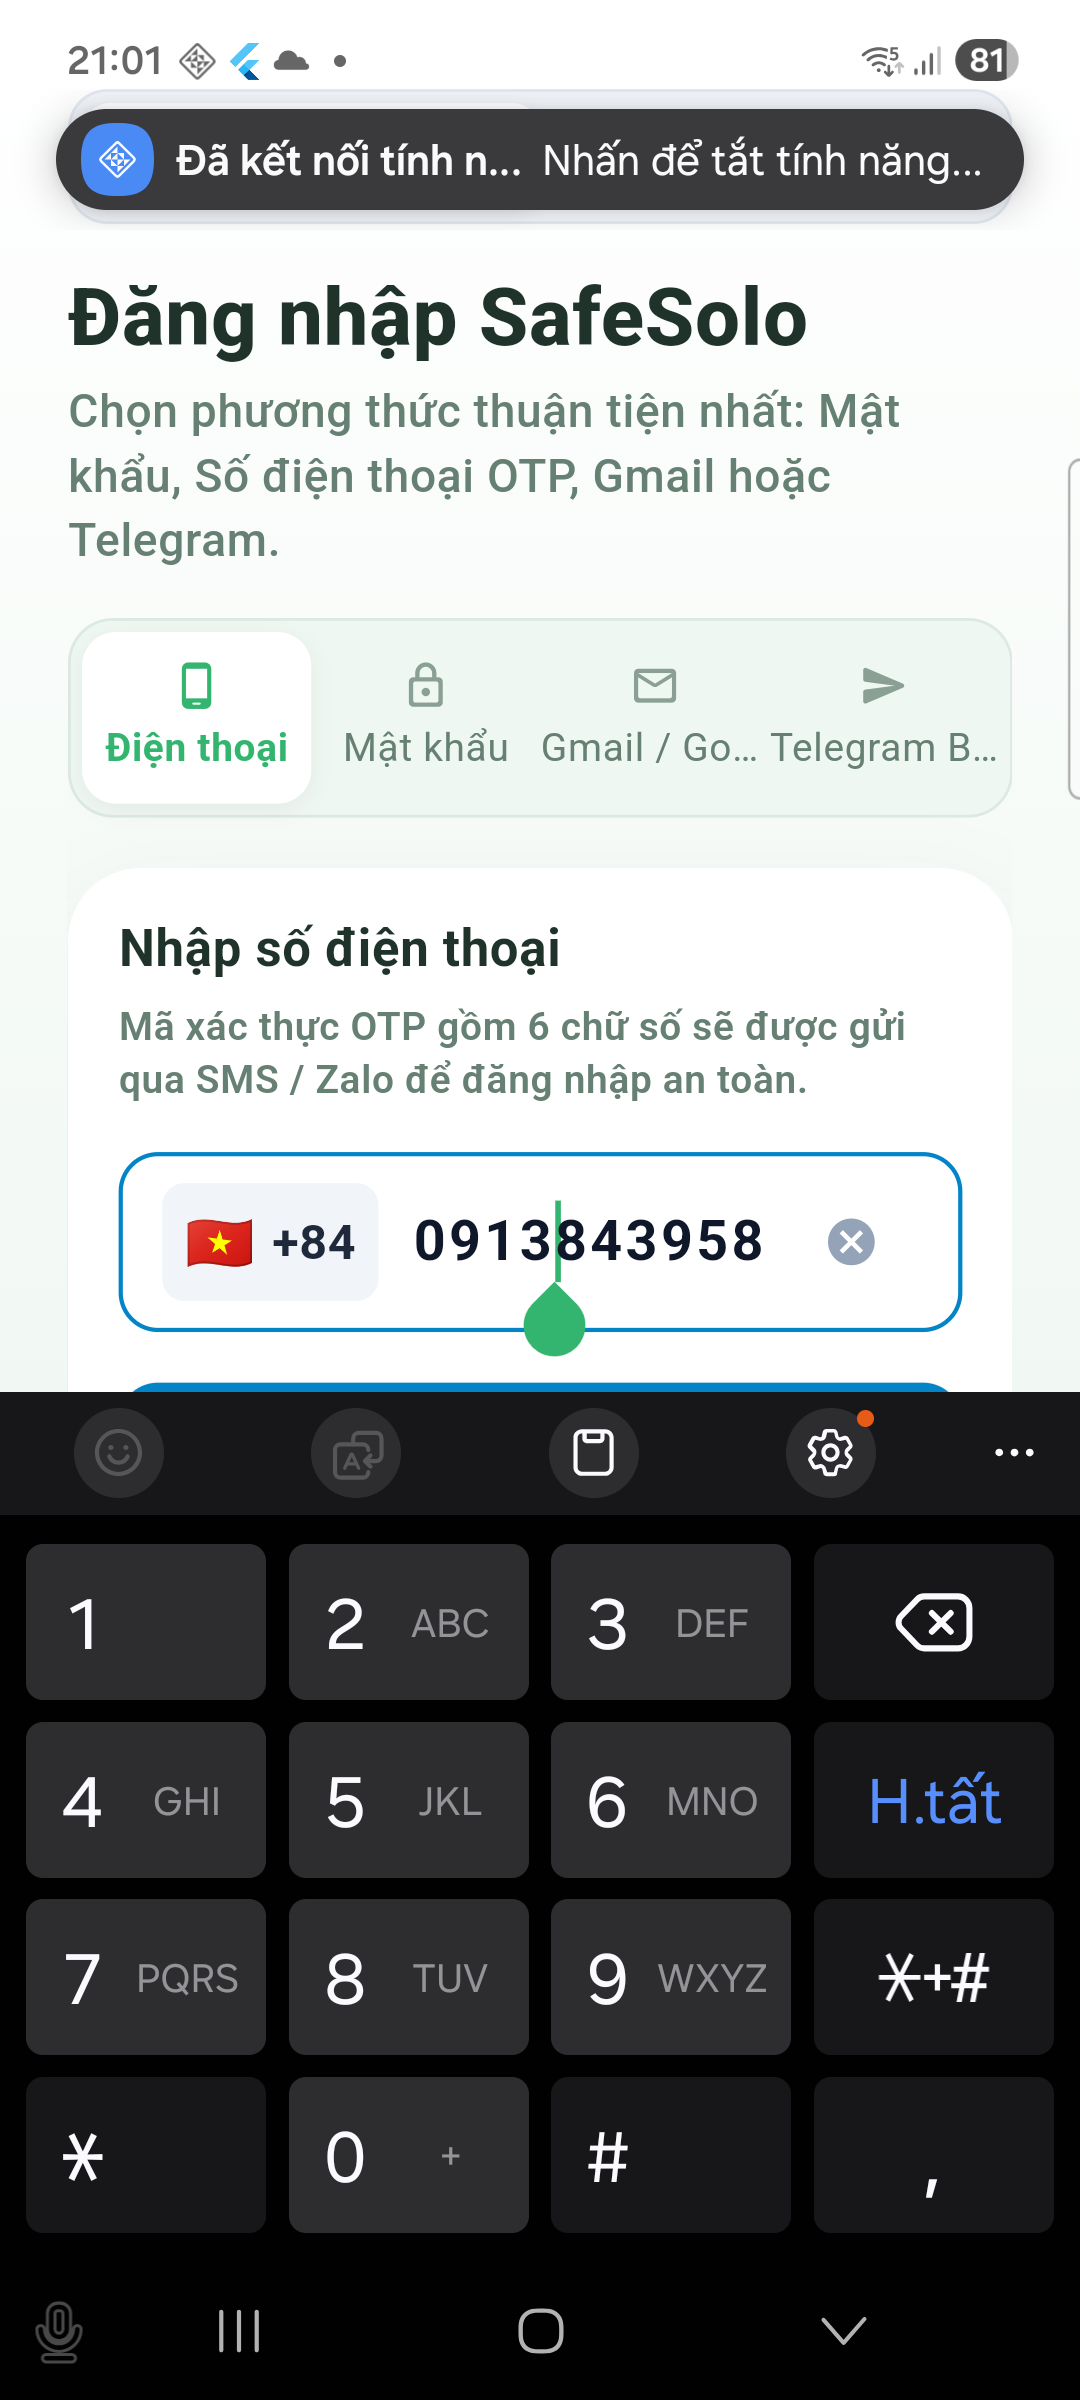 21:01
5
81
Đã kết nối tính n... Nhấn để tắt tính năng...
Đăng nhập SafeSolo
Chọn phương thức thuận tiện nhất: Mật
khẩu, Số điện thoại OTP, Gmail hoặc
Telegram.
Điện thoại
Mật khẩu
Gmail / Go...
Telegram B...
Nhập số điện thoại
Mã xác thực OTP gồm 6 chữ số sẽ được gửi
qua SMS / Zalo để đăng nhập an toàn.
+84 0913843958
1
2 ABC
3 DEF
4 GHI
5 JKL
6 MNO
H.tất
7 PQRS
8 TUV
9 WXYZ
*+#
*
0 +
#
,